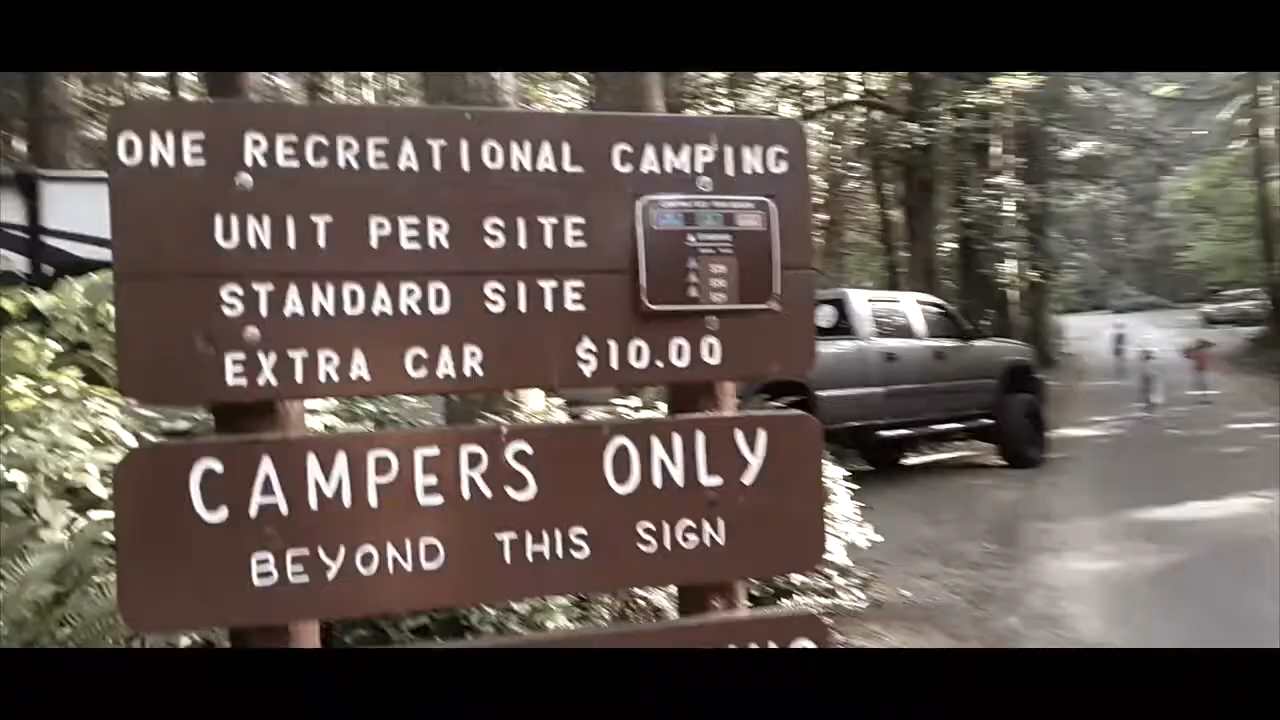 ONE RECREATIONAL CAMPING
UNIT PER SITE
STANDARD SITE
EXTRA CAR $10.00
CAMPERS ONLY
BEYOND THIS SIGN